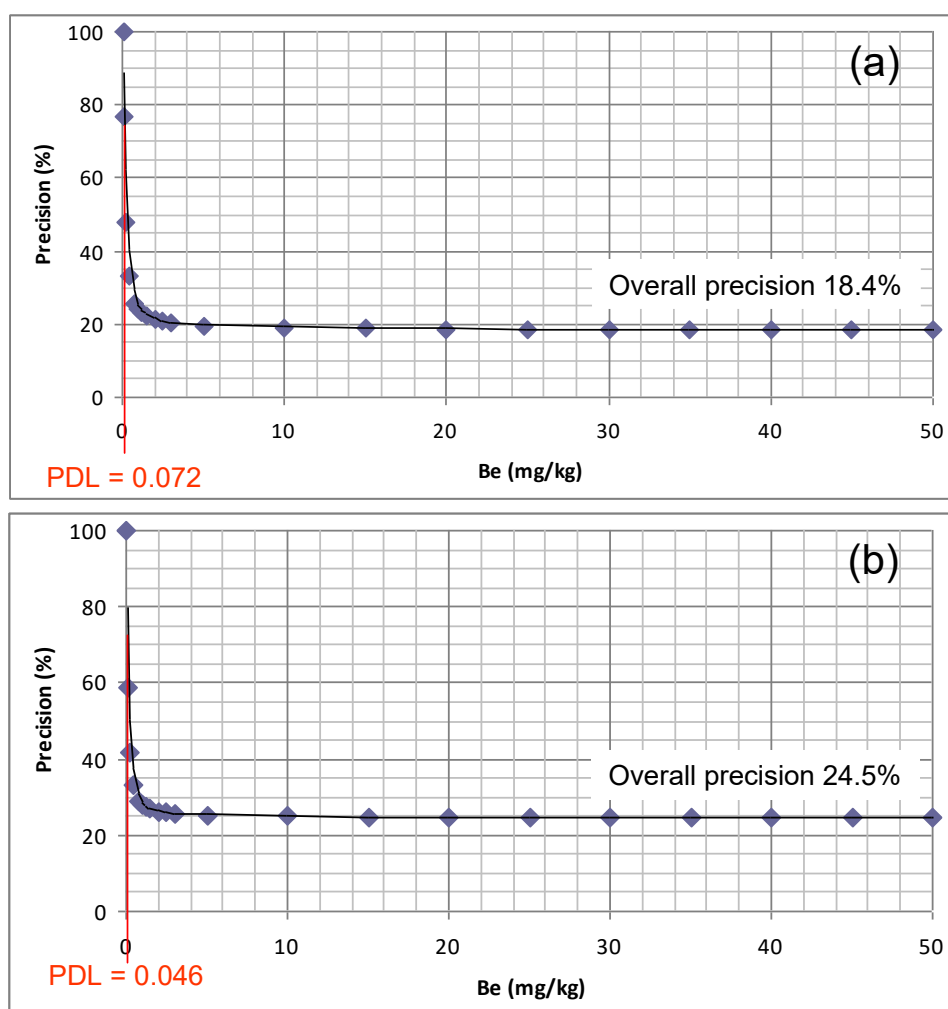 (a)
Precision (%)
100
80
60
40
20
0
Overall precision 18.4%
0 10 20 30 40 50
PDL = 0.072
Be (mg/kg)
(b)
Precision (%)
100
80
60
40
20
0
Overall precision 24.5%
0 10 20 30 40 50
PDL = 0.046
Be (mg/kg)